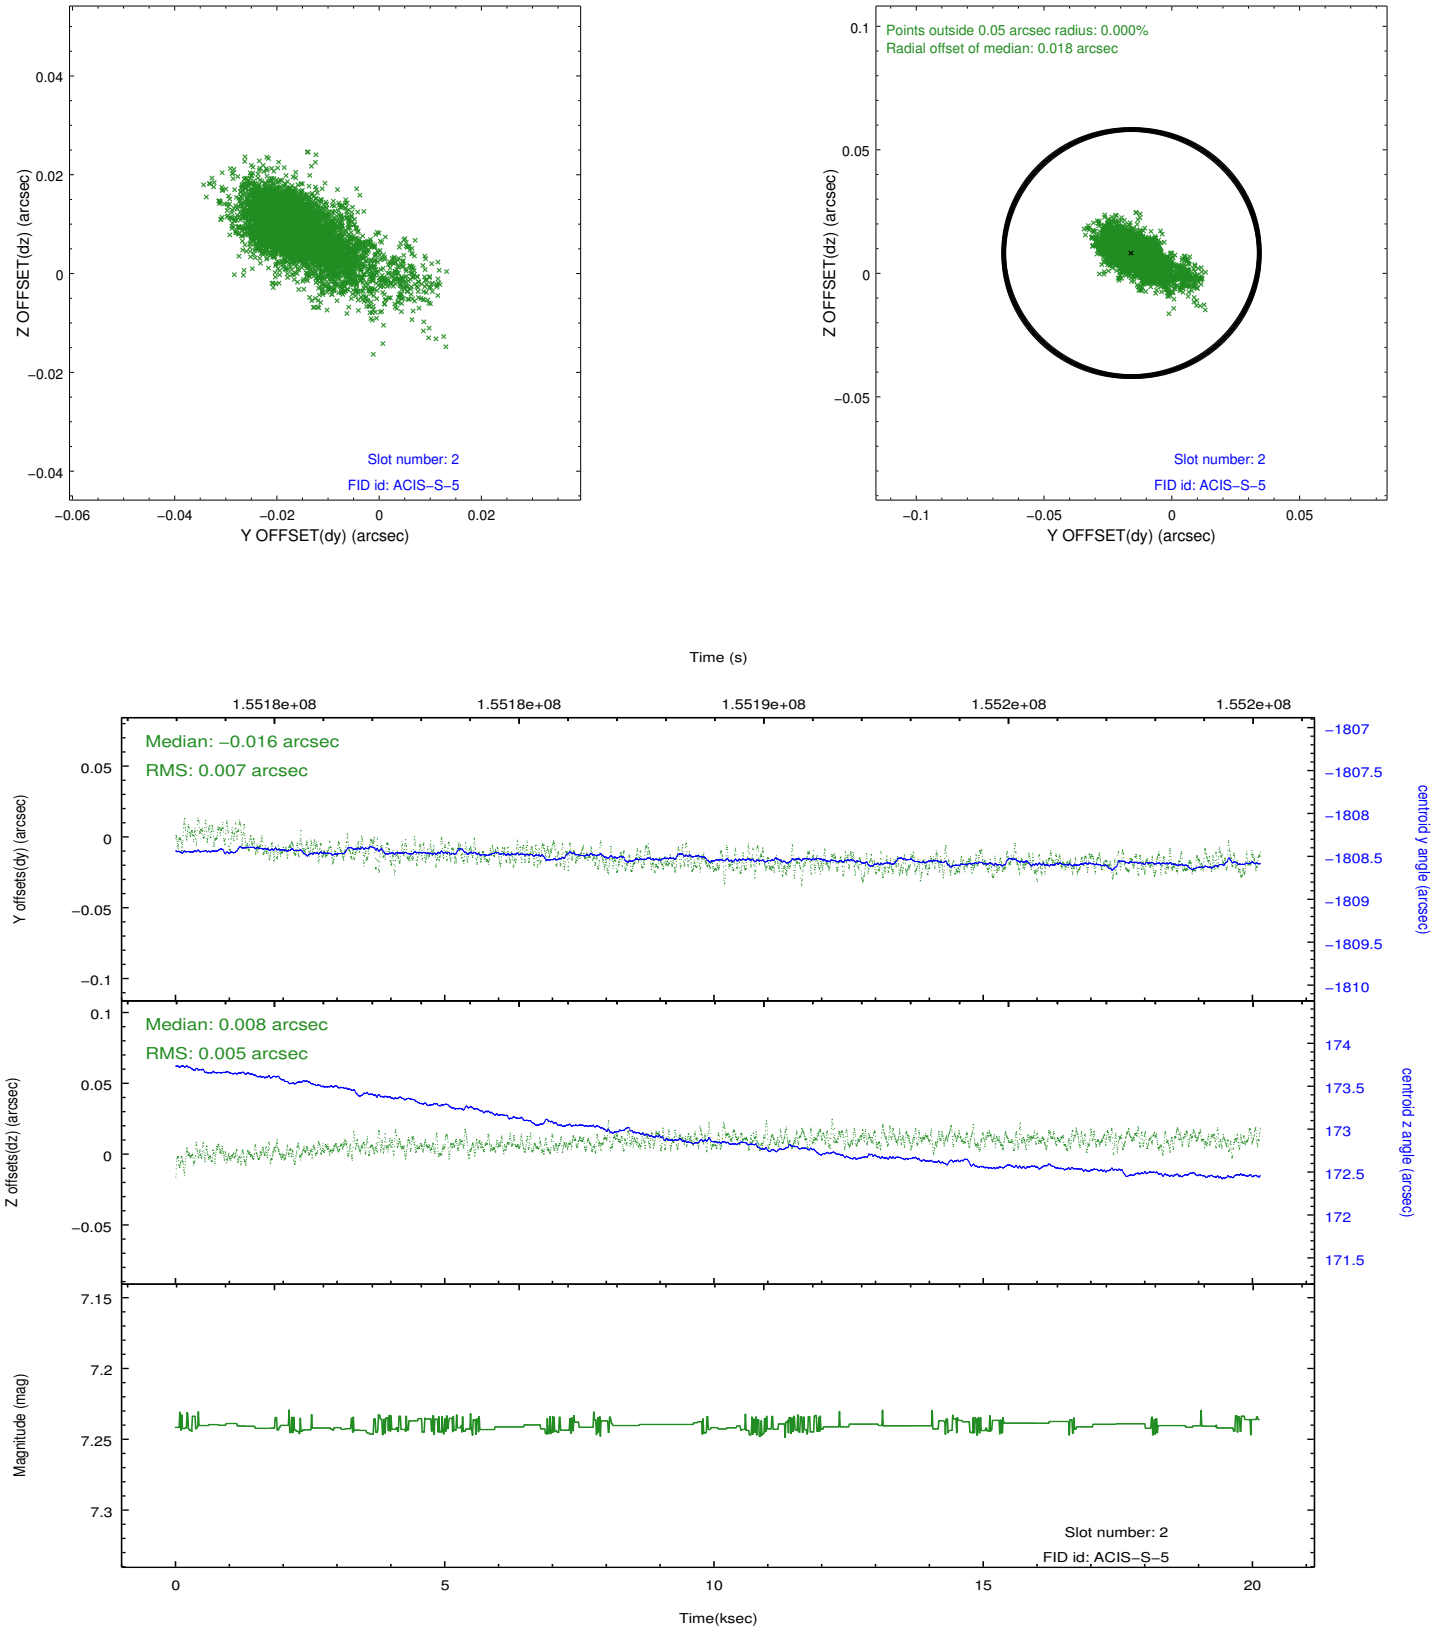 0.04
0.02
0
−0.02
−0.04
Z OFFSET(dz) (arcsec)
Slot number: 2
FID id: ACIS−S−5
−0.06
−0.04
−0.02
0
0.02
Y OFFSET(dy) (arcsec)
Points outside 0.05 arcsec radius: 0.000%
Radial offset of median: 0.018 arcsec
0.1
0.05
0
−0.05
Z OFFSET(dz) (arcsec)
Slot number: 2
FID id: ACIS−S−5
−0.1
−0.05
0
0.05
Y OFFSET(dy) (arcsec)
Time (s)
1.5518e+08
1.5518e+08
1.5519e+08
1.552e+08
1.552e+08
Median: −0.016 arcsec
RMS: 0.007 arcsec
0.05
0
−0.05
−0.1
Y offsets(dy) (arcsec)
−1807
−1807.5
−1808
−1808.5
−1809
−1809.5
−1810
centroid y angle (arcsec)
Median: 0.008 arcsec
RMS: 0.005 arcsec
0.1
0.05
0
−0.05
Z offsets(dz) (arcsec)
174
173.5
173
172.5
172
171.5
centroid z angle (arcsec)
7.15
7.2
7.25
7.3
Magnitude (mag)
Slot number: 2
FID id: ACIS−S−5
0
5
10
15
20
Time(ksec)